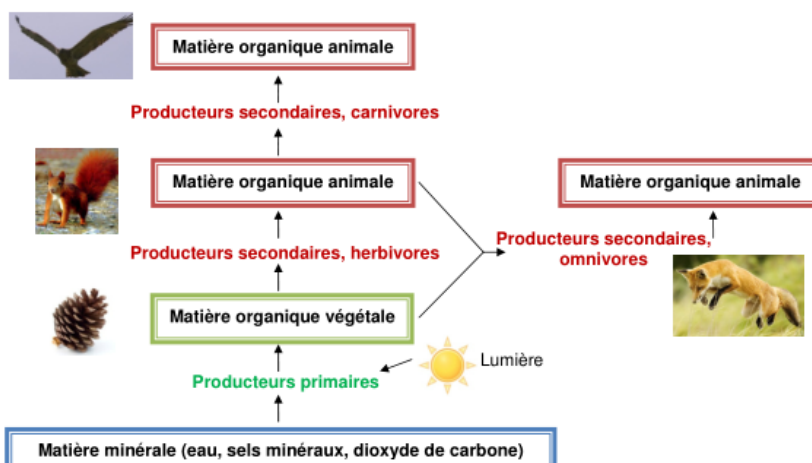 Matière organique animale
Producteurs secondaires, carnivores
Matière organique animale
Matière organique animale
Producteurs secondaires, herbivores
Producteurs secondaires,
omnivores
Matière organique végétale
Lumière
Producteurs primaires
Matière minérale (eau, sels minéraux, dioxyde de carbone)